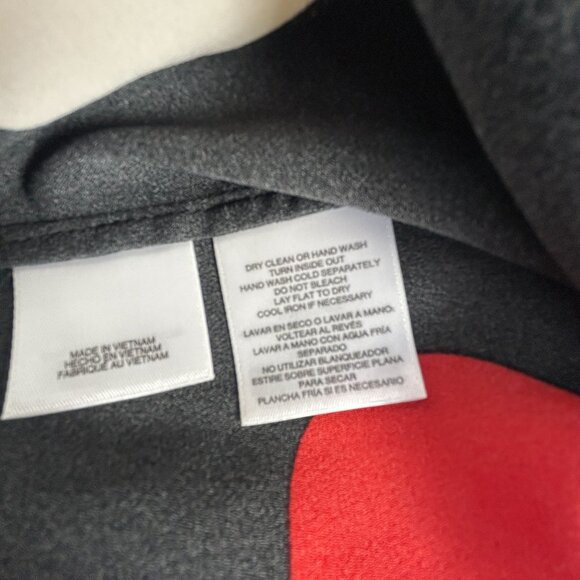 MADE IN VIETNAM
HECHO EN VIETNAM
FABRIQUÉ AU VIETNAM
DRY CLEAN OR HAND WASH
TURN INSIDE OUT
HAND WASH COLD SEPARATELY
DO NOT BLEACH
LAY FLAT TO DRY
COOL IRON IF NECESSARY
LAVAR EN SECO O LAVAR A MANO.
VOLTEAR AL REVÉS
LAVAR A MANO CON AGUA FRÍA
SEPARADO
NO UTILIZAR BLANQUEADOR
ESTIRE SOBRE SUPERFICIE PLANA
PARA SECAR
PLANCHA FRÍA SI ES NECESARIO